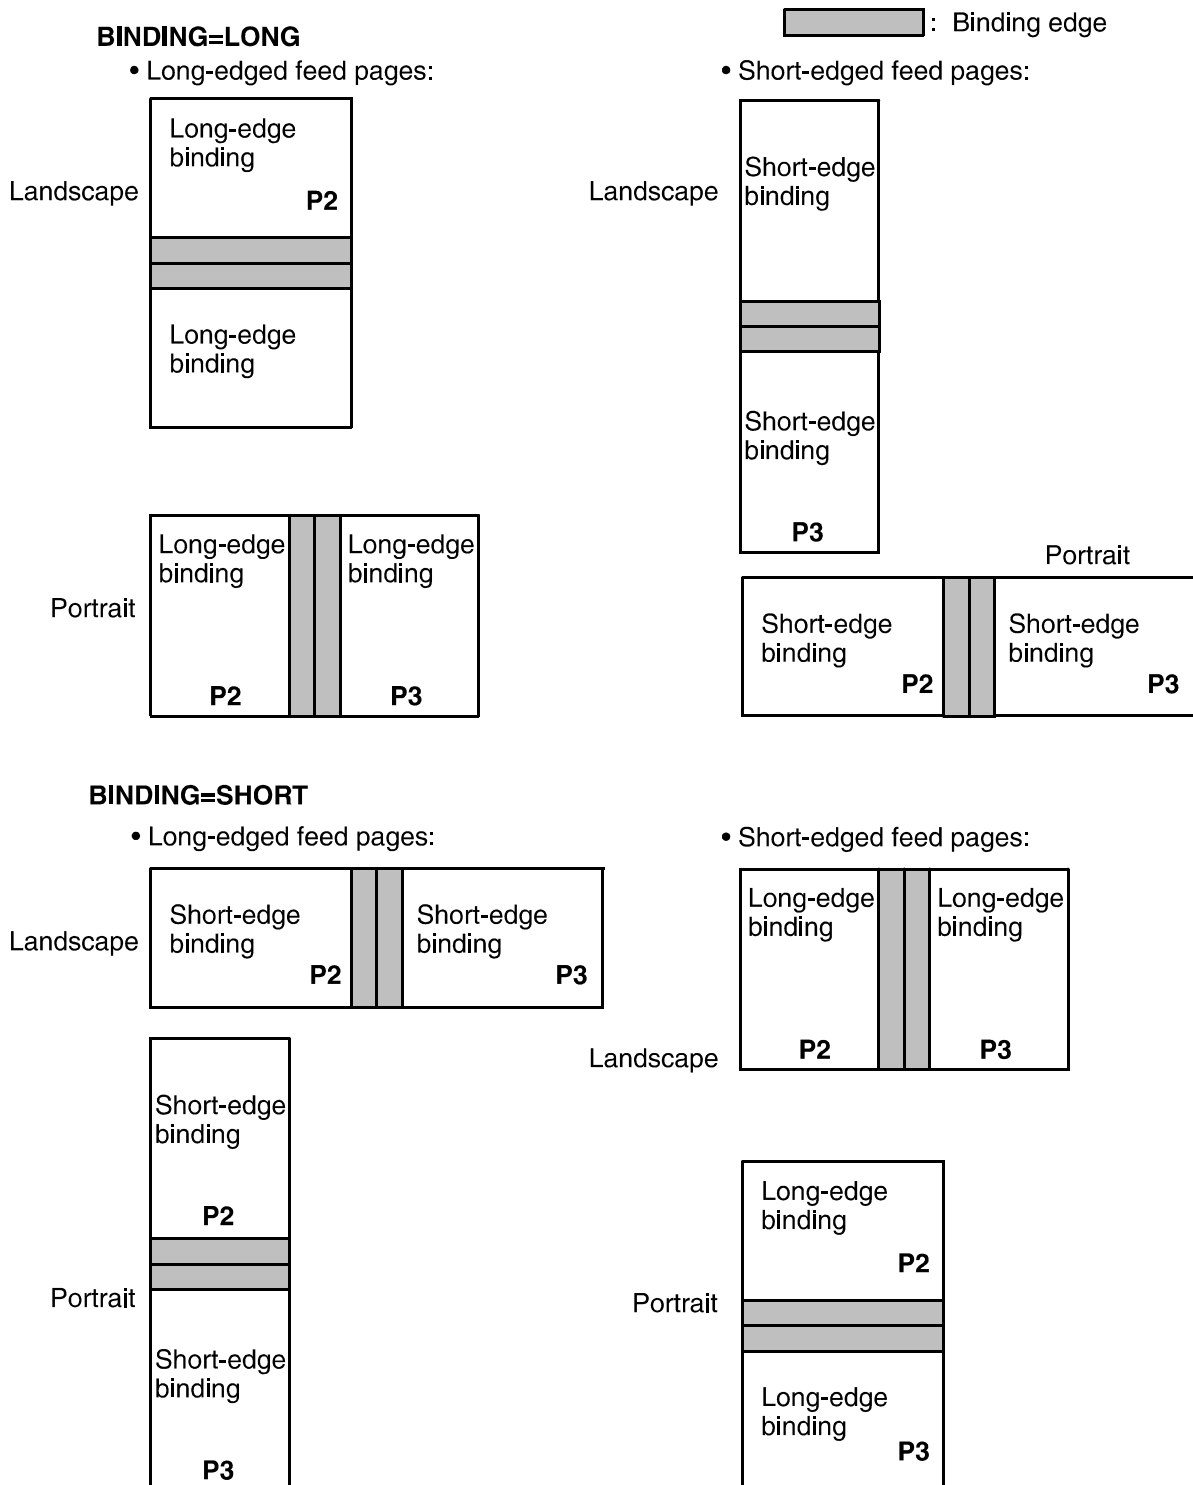 : Binding edge
BINDING=LONG
• Long-edged feed pages:
Landscape
Long-edge
binding
P2
Long-edge
binding
Portrait
Long-edge
binding
P2
Long-edge
binding
P3
• Short-edged feed pages:
Landscape
Short-edge
binding
Short-edge
binding
P3
Portrait
Short-edge
binding
P2
Short-edge
binding
P3
BINDING=SHORT
• Long-edged feed pages:
Landscape
Short-edge
binding
P2
Short-edge
binding
P3
Portrait
Short-edge
binding
P2
Short-edge
binding
P3
• Short-edged feed pages:
Landscape
Long-edge
binding
P2
Long-edge
binding
P3
Portrait
Long-edge
binding
P2
Long-edge
binding
P3